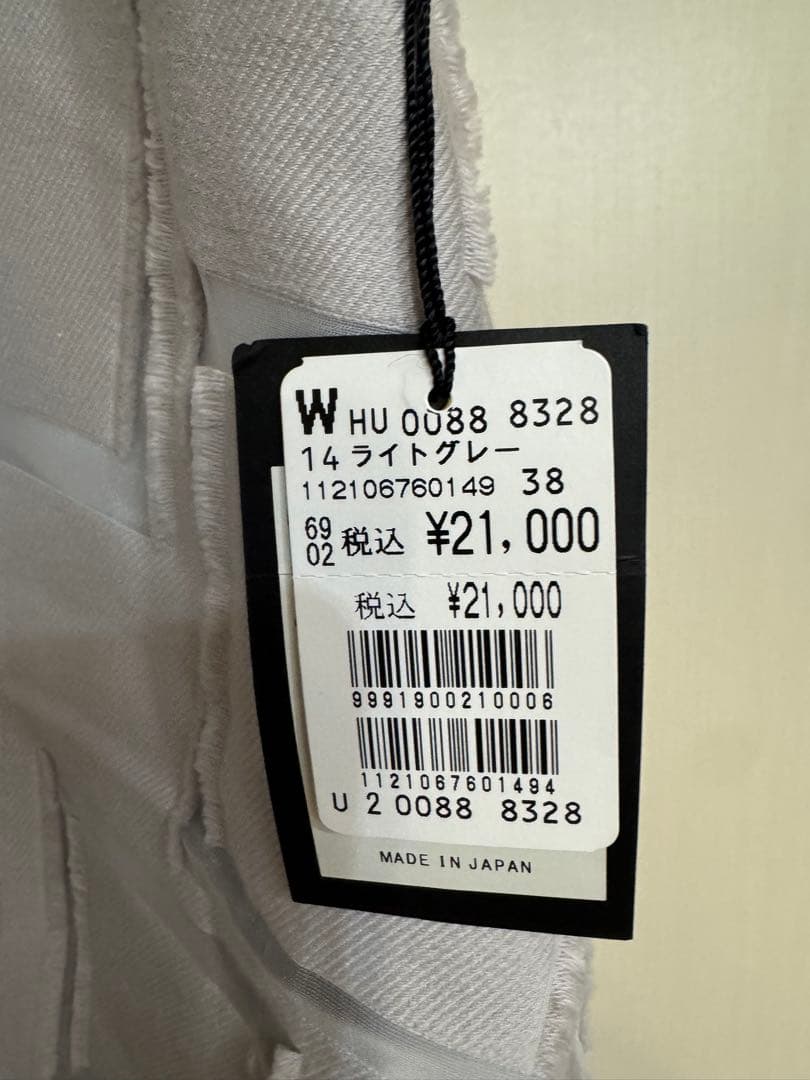 W HU 0088 8328
14 ライトグレー
112106760149 38
69
02 税込 ¥21,000
税込 ¥21,000
9991900210006
1121067601494
U 2 0088 8328
MADE IN JAPAN